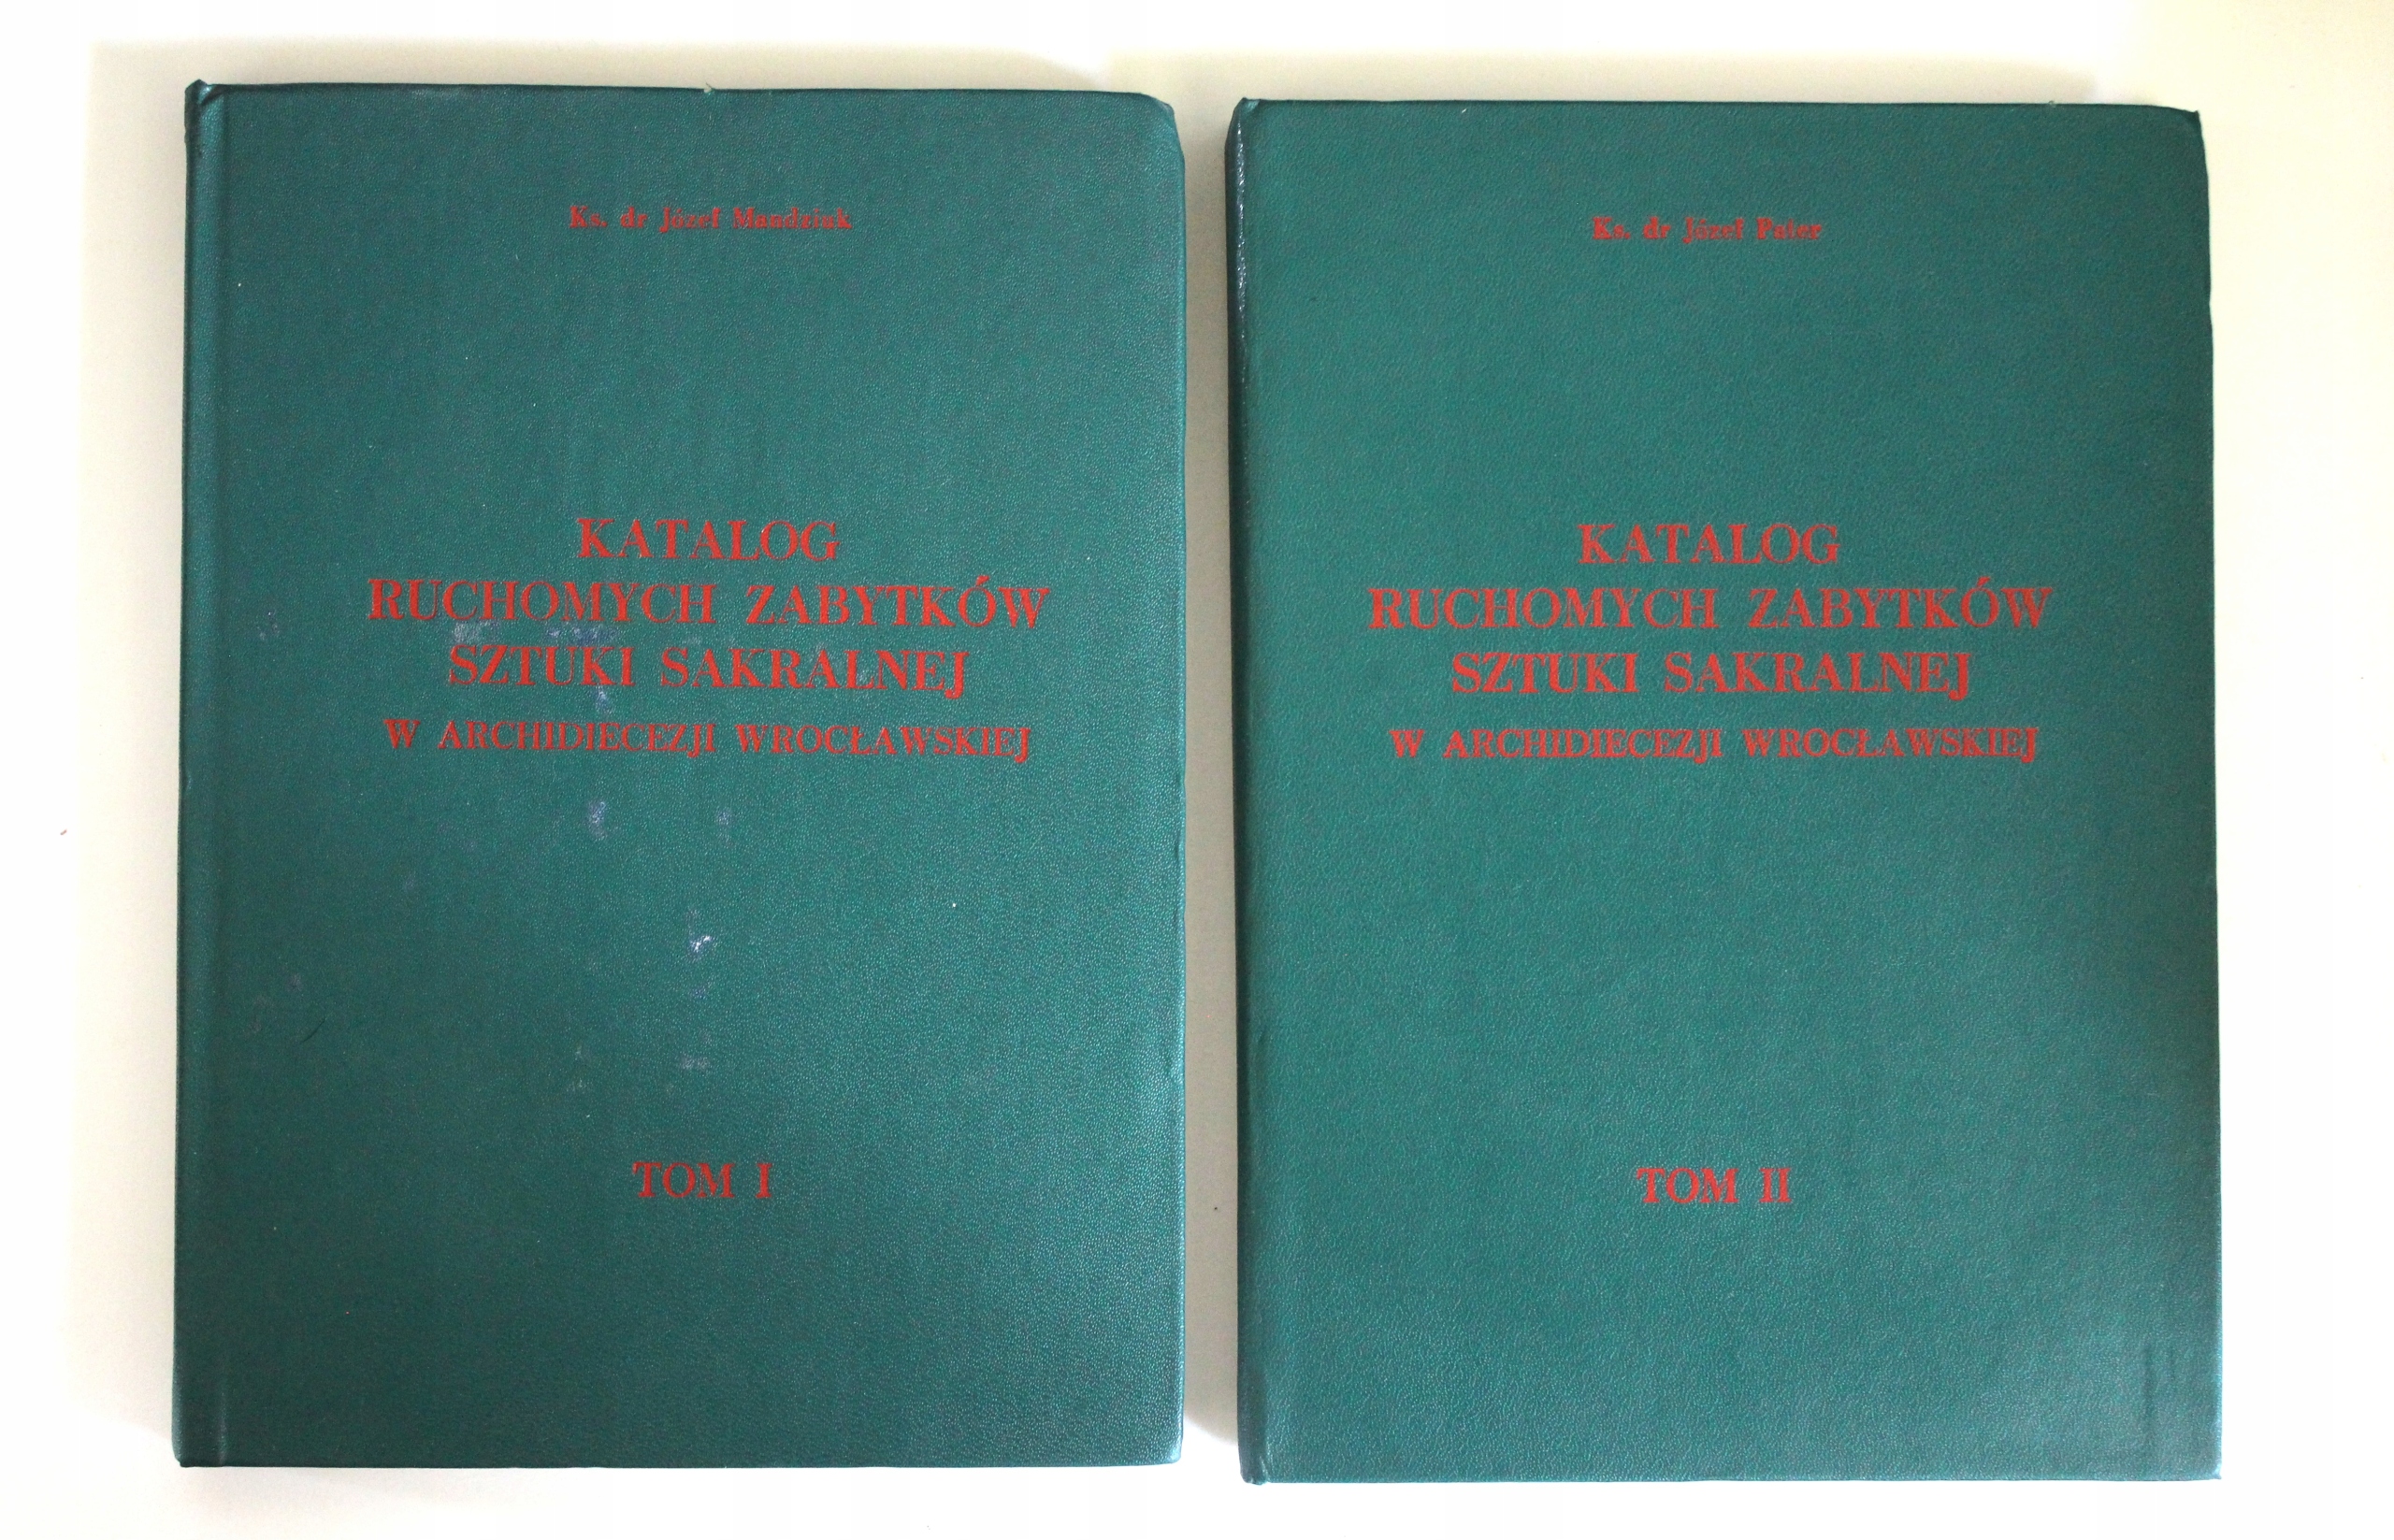 Ks. dr Józef Mandziuk
KATALOG
RUCHOMYCH ZABYTKÓW
SZTUKI SAKRALNEJ
W ARCHIDIECEZJI WROCŁAWSKIEJ
TOM I
Ks. dr Józef Pater
KATALOG
RUCHOMYCH ZABYTKÓW
SZTUKI SAKRALNEJ
W ARCHIDIECEZJI WROCŁAWSKIEJ
TOM II